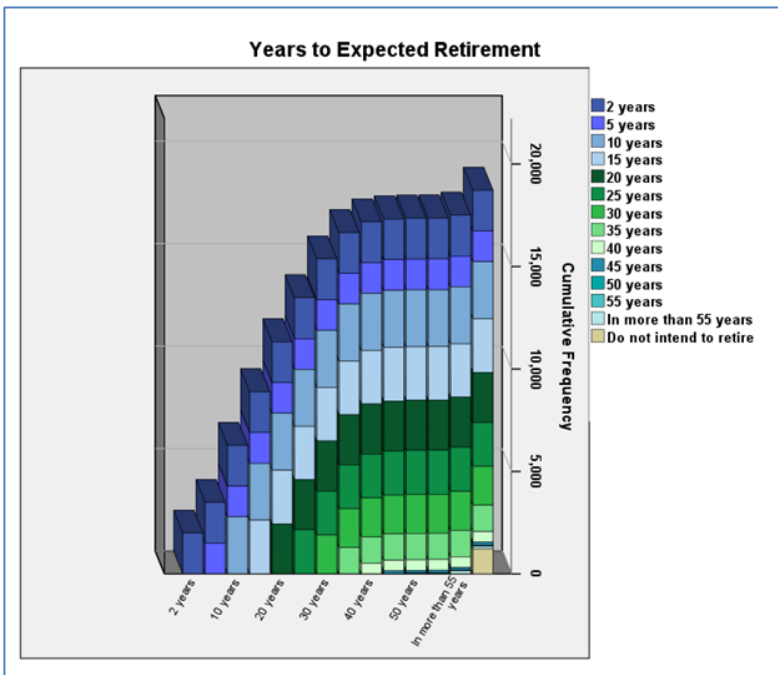 Years to Expected Retirement
2 years
5 years
10 years
15 years
20 years
25 years
30 years
35 years
40 years
45 years
50 years
55 years
In more than 55 years
Do not intend to retire
20,000
15,000
10,000
5,000
0
Cumulative Frequency
2 years
10 years
20 years
30 years
40 years
50 years
In more than 55
years